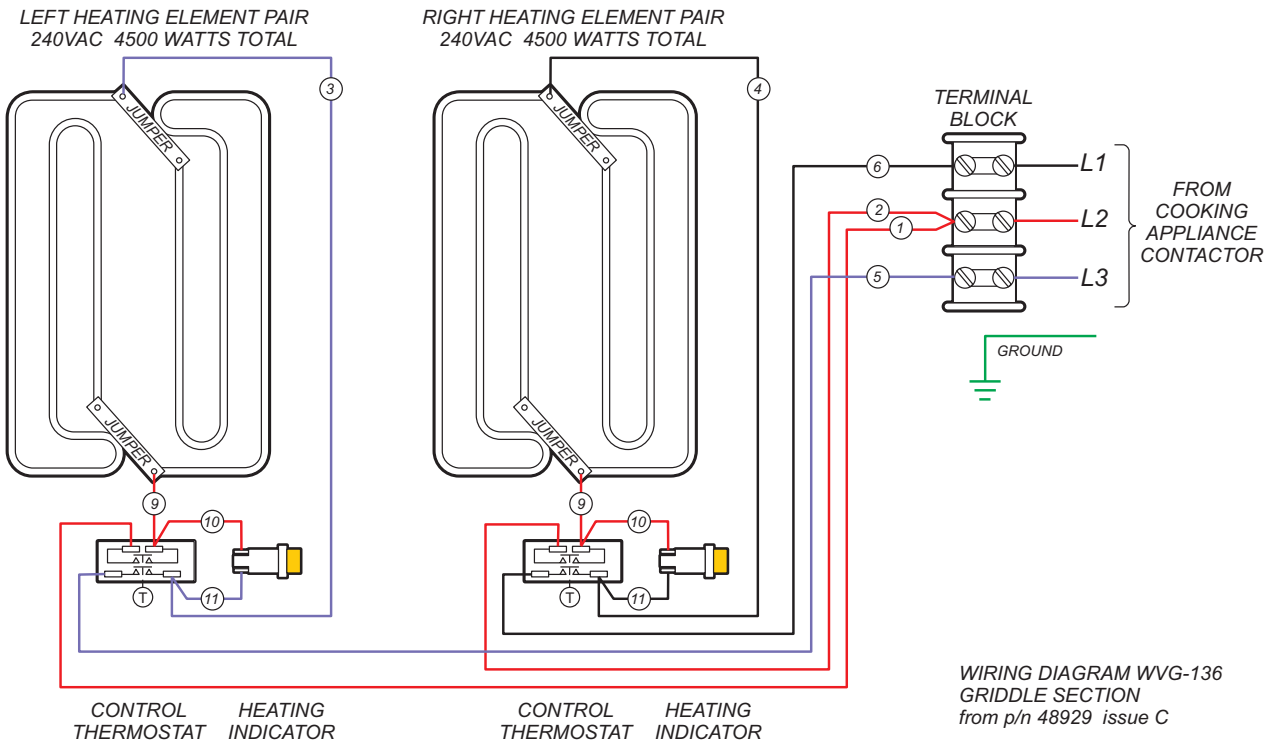 LEFT HEATING ELEMENT PAIR
240VAC 4500 WATTS TOTAL
RIGHT HEATING ELEMENT PAIR
240VAC 4500 WATTS TOTAL
3
4
JUMPER
JUMPER
TERMINAL
BLOCK
6
L1
2
1
L2
5
L3
FROM
COOKING
APPLIANCE
CONTACTOR
GROUND
JUMPER
JUMPER
9
9
10
10
T
11
T
11
WIRING DIAGRAM WVG-136
GRIDDLE SECTION
from p/n 48929 issue C
CONTROL
THERMOSTAT
HEATING
INDICATOR
CONTROL
THERMOSTAT
HEATING
INDICATOR